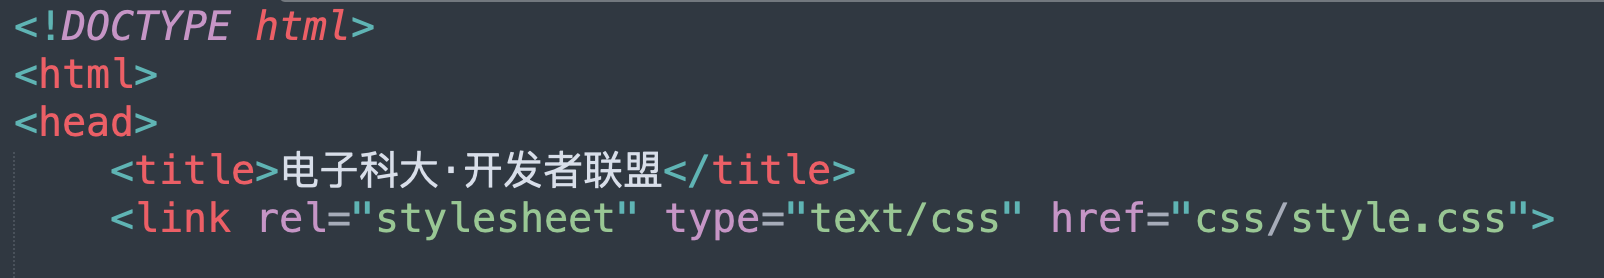 <!DOCTYPE html>
<html>
<head>
<title>电子科大·开发者联盟</title>
<link rel="stylesheet" type="text/css" href="css/style.css">